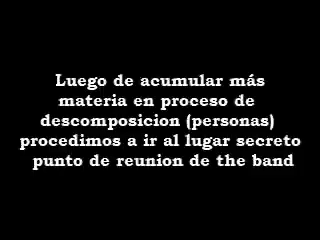 Luego de acumular más
materia en proceso de
descomposicion (personas)
procedimos a ir al lugar secreto
punto de reunion de the band